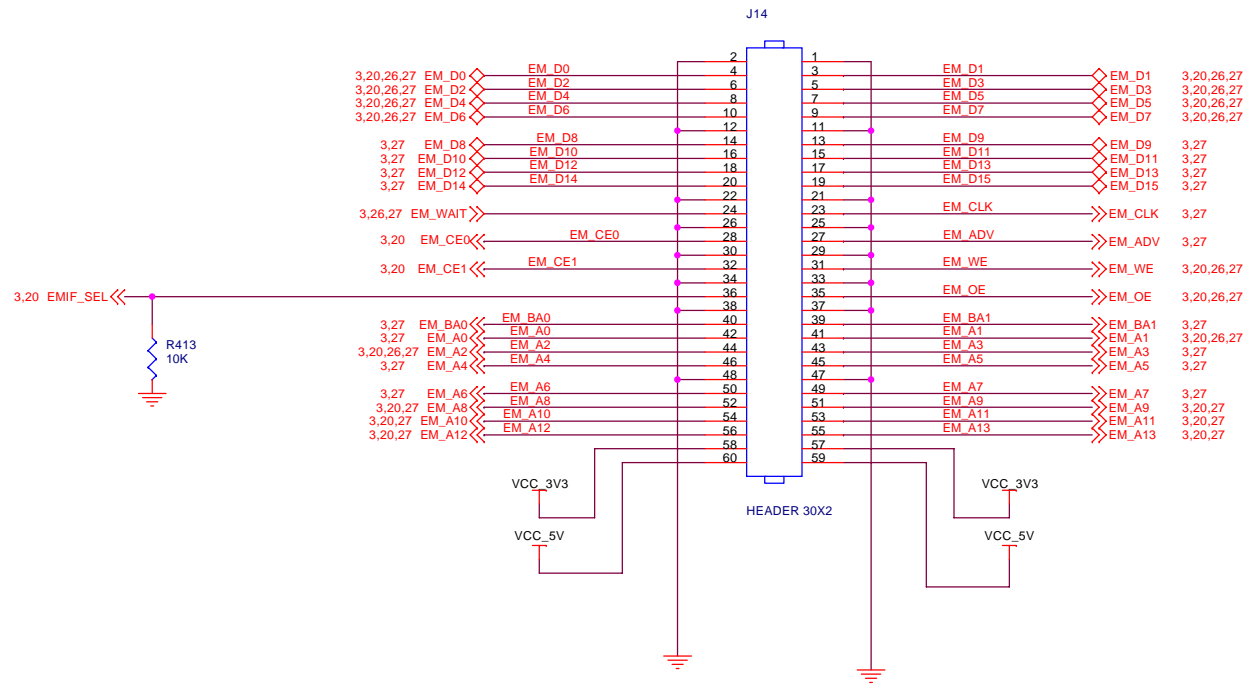 J14
2 1
3,20,26,27 EM_D0 EM_D0 4 3 EM_D1 EM_D1 3,20,26,27
3,20,26,27 EM_D2 EM_D2 6 5 EM_D3 EM_D3 3,20,26,27
3,20,26,27 EM_D4 EM_D4 8 7 EM_D5 EM_D5 3,20,26,27
3,20,26,27 EM_D6 EM_D6 10 9 EM_D7 EM_D7 3,20,26,27
12 11
3,27 EM_D8 EM_D8 14 13 EM_D9 EM_D9 3,27
3,27 EM_D10 EM_D10 16 15 EM_D11 EM_D11 3,27
3,27 EM_D12 EM_D12 18 17 EM_D13 EM_D13 3,27
3,27 EM_D14 EM_D14 20 19 EM_D15 EM_D15 3,27
22 21
3,26,27 EM_WAIT 24 23 EM_CLK EM_CLK 3,27
26 25
3,20 EM_CE0 EM_CE0 28 27 EM_ADV EM_ADV 3,27
30 29
3,20 EM_CE1 EM_CE1 32 31 EM_WE EM_WE 3,20,26,27
34 33
3,20 EMIF_SEL 36 35 EM_OE EM_OE 3,20,26,27
38 37
3,27 EM_BA0 EM_BA0 40 39 EM_BA1 EM_BA1 3,27
3,27 EM_A0 EM_A0 42 41 EM_A1 EM_A1 3,20,26,27
3,20,26,27 EM_A2 EM_A2 44 43 EM_A3 EM_A3 3,27
3,27 EM_A4 EM_A4 46 45 EM_A5 EM_A5 3,27
R413
10K
48 47
3,27 EM_A6 EM_A6 50 49 EM_A7 EM_A7 3,27
3,20,27 EM_A8 EM_A8 52 51 EM_A9 EM_A9 3,20,27
3,20,27 EM_A10 EM_A10 54 53 EM_A11 EM_A11 3,20,27
3,20,27 EM_A12 EM_A12 56 55 EM_A13 EM_A13 3,20,27
58 57
60 59
VCC_3V3 VCC_3V3
HEADER 30X2
VCC_5V VCC_5V